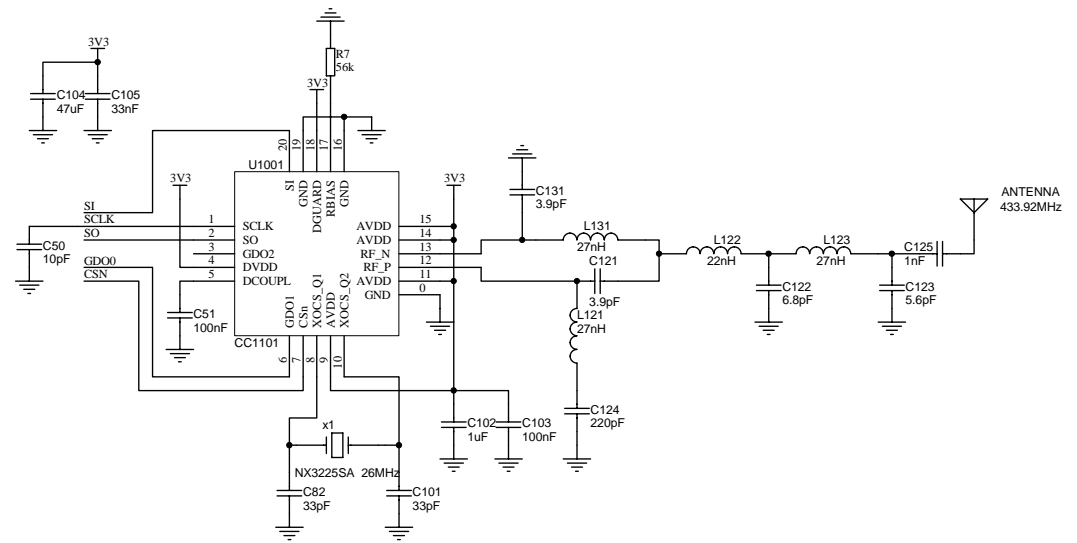 3V3
C104
47uF
C105
33nF
R7
56k
3V3
20
19
18
17
16
U1001
SI
GND
DGUARD
RBIAS
GND
3V3
SI
SCLK
SO
GDO0
CSN
C50
10pF
C51
100nF
1
2
3
4
5
SCLK
SO
GDO2
DVDD
DCOUPL
AVDD
AVDD
RF_N
RF_P
AVDD
GND
15
14
13
12
11
0
3V3
GDO1
CSn
XOCS_Q1
AVDD
XOCS_Q2
CC1101
6
7
8
9
10
C131
3.9pF
L131
27nH
C121
3.9pF
L121
27nH
C124
220pF
L122
22nH
C122
6.8pF
L123
27nH
C123
5.6pF
C125
1nF
ANTENNA
433.92MHz
C102
1uF
C103
100nF
x1
NX3225SA 26MHz
C82
33pF
C101
33pF